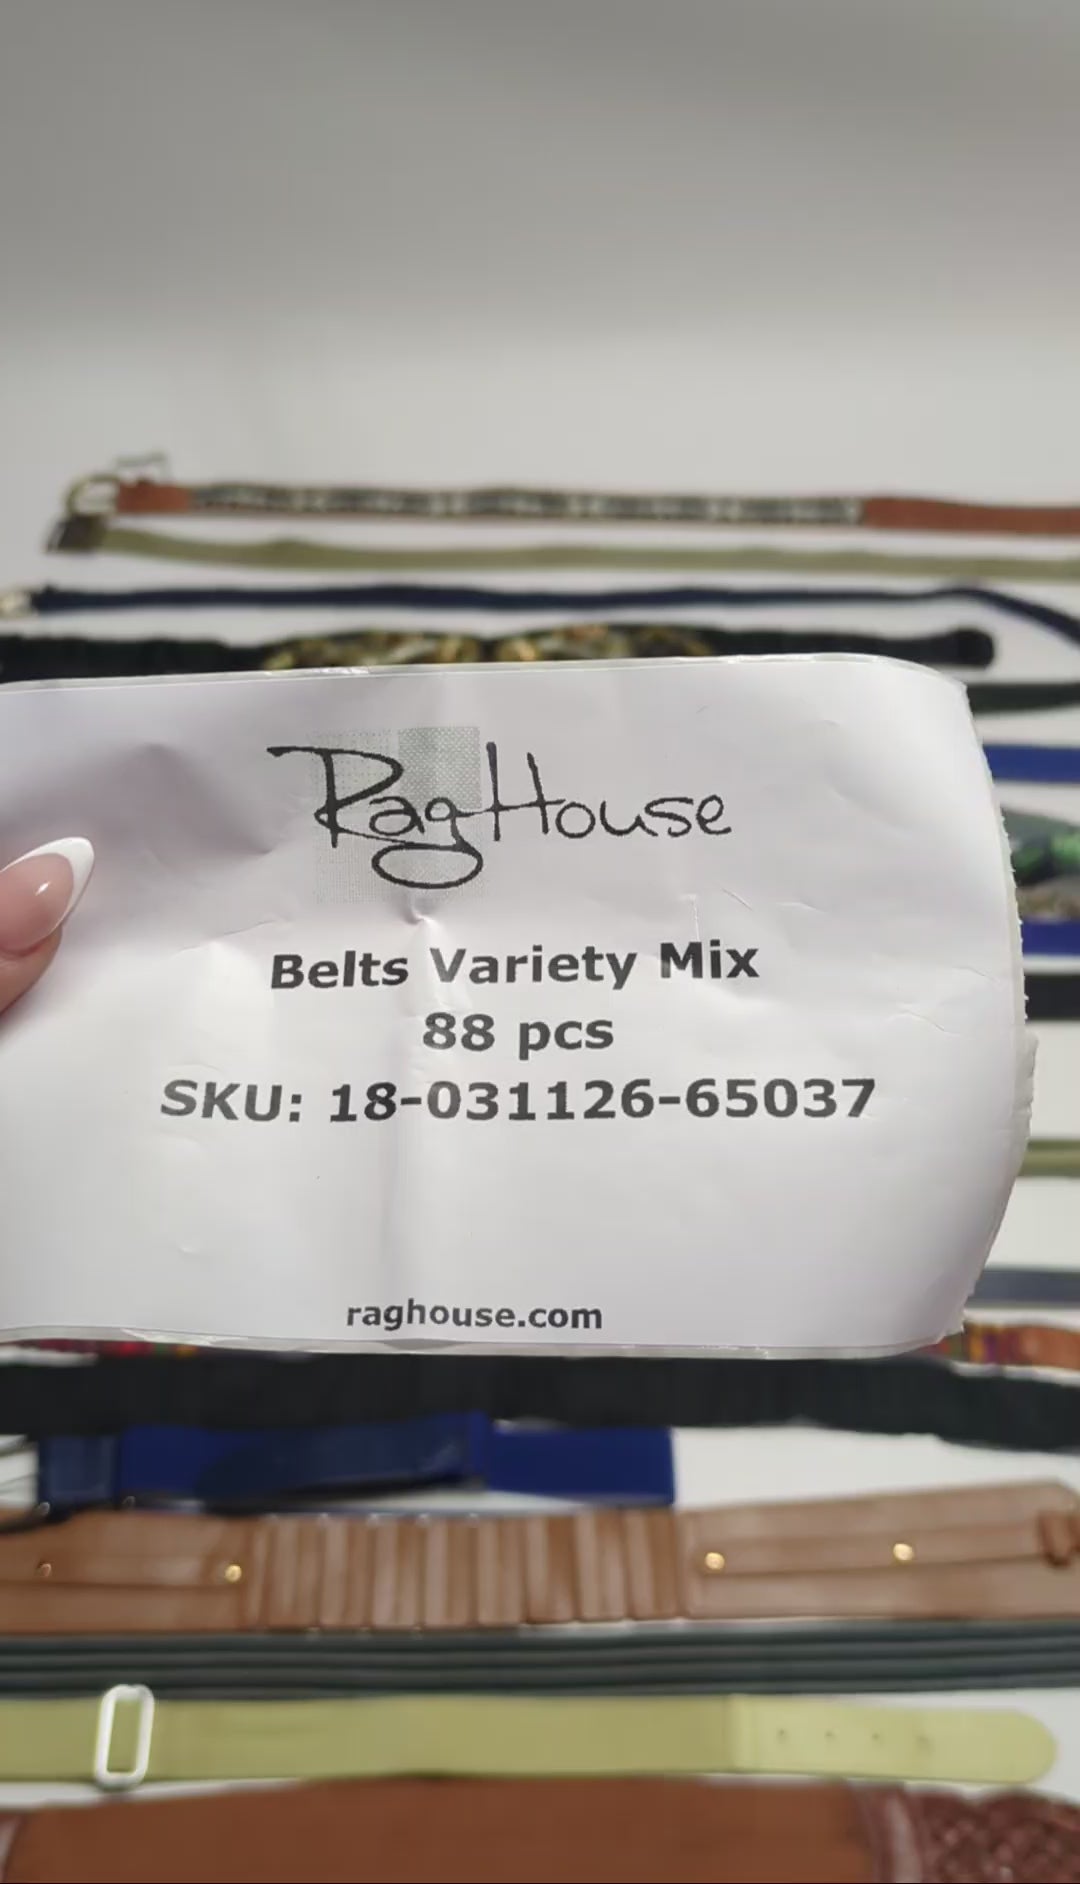 RagHouse
Belts Variety Mix
88 pcs
SKU: 18-031126-65037
raghouse.com